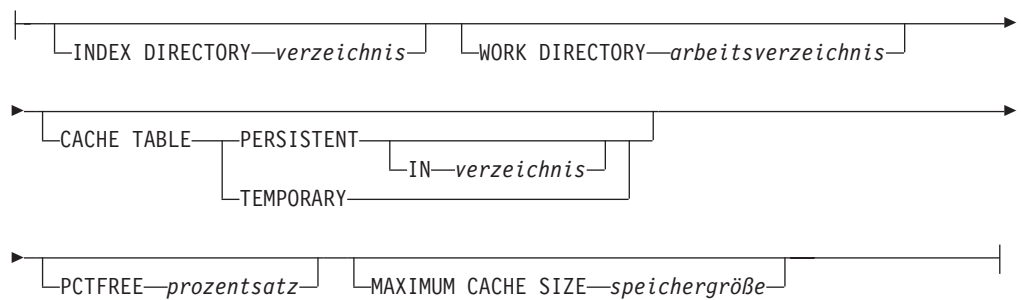 INDEX DIRECTORY verzeichnis WORK DIRECTORY arbeitsverzeichnis
CACHE TABLE PERSISTENT
IN verzeichnis
TEMPORARY
PCTFREE prozentsatz MAXIMUM CACHE SIZE speichergröße